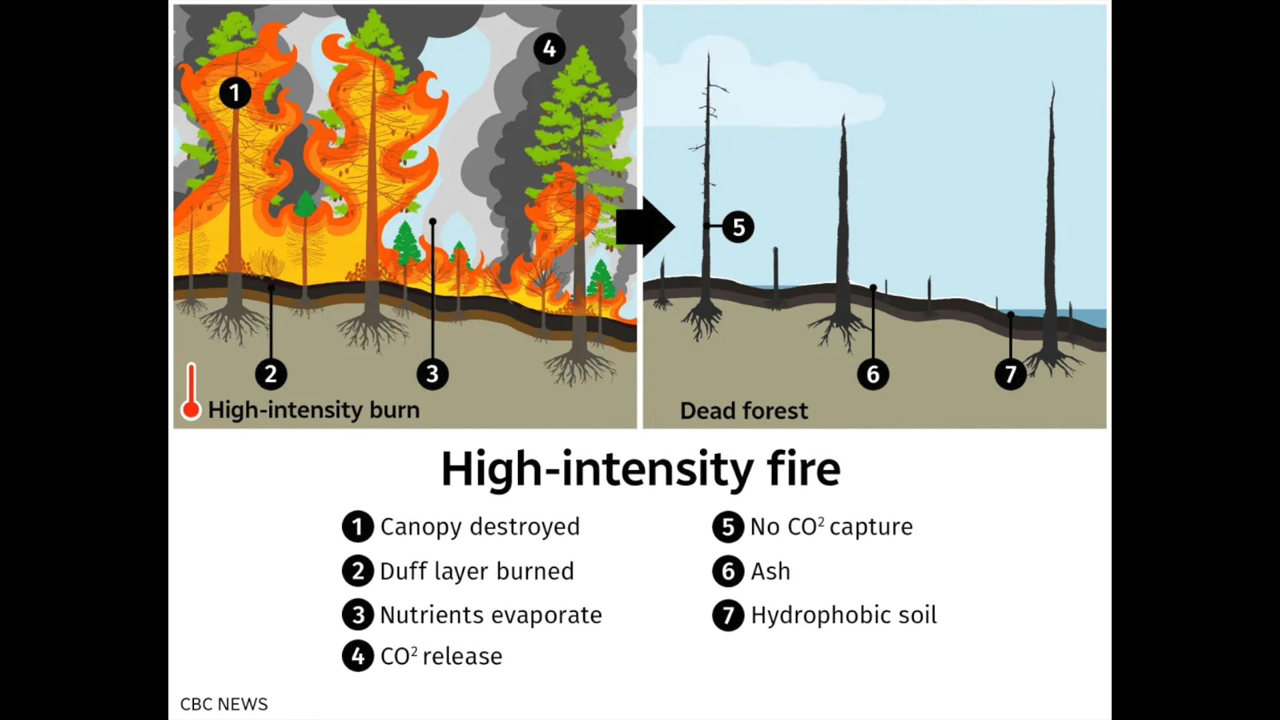 4
1
5
2
3
6
7
High-intensity burn
Dead forest
High-intensity fire
1 Canopy destroyed
2 Duff layer burned
3 Nutrients evaporate
4 CO² release
5 No CO² capture
6 Ash
7 Hydrophobic soil
CBC NEWS